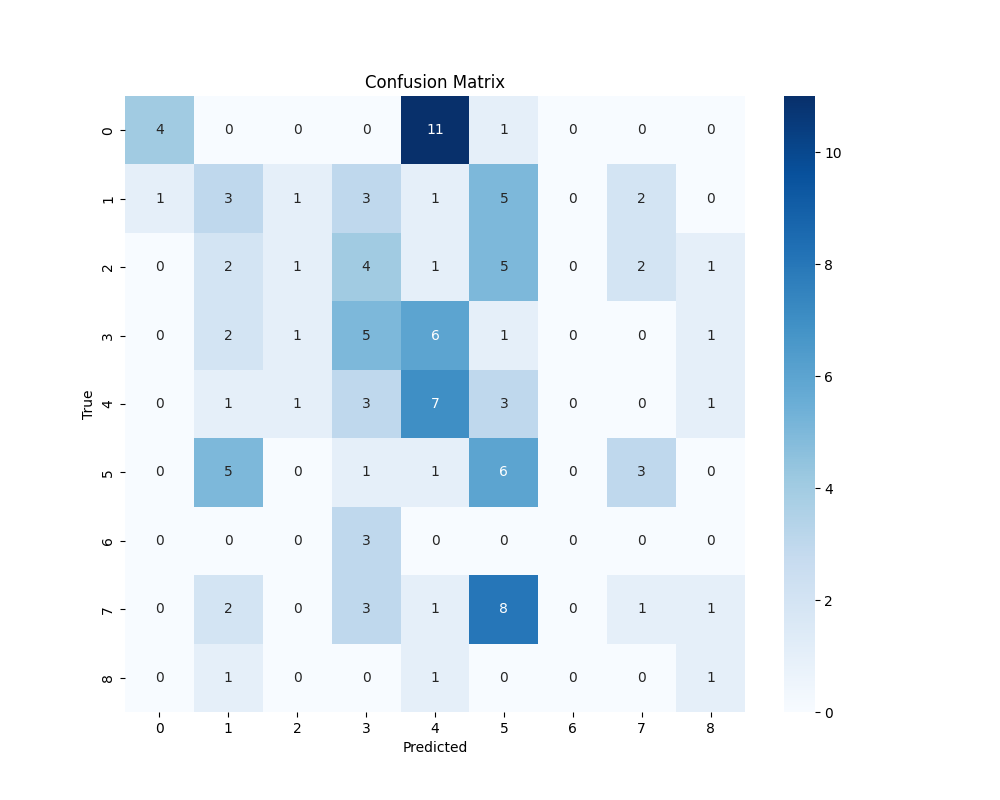 Confusion Matrix
0 4 0 0 0 11 1 0 0 0
1 1 3 1 3 1 5 0 2 0
2 0 2 1 4 1 5 0 2 1
3 0 2 1 5 6 1 0 0 1
4 0 1 1 3 7 3 0 0 1
5 0 5 0 1 1 6 0 3 0
6 0 0 0 3 0 0 0 0 0
7 0 2 0 3 1 8 0 1 1
8 0 1 0 0 1 0 0 0 1
0 1 2 3 4 5 6 7 8
Predicted
True
10
8
6
4
2
0